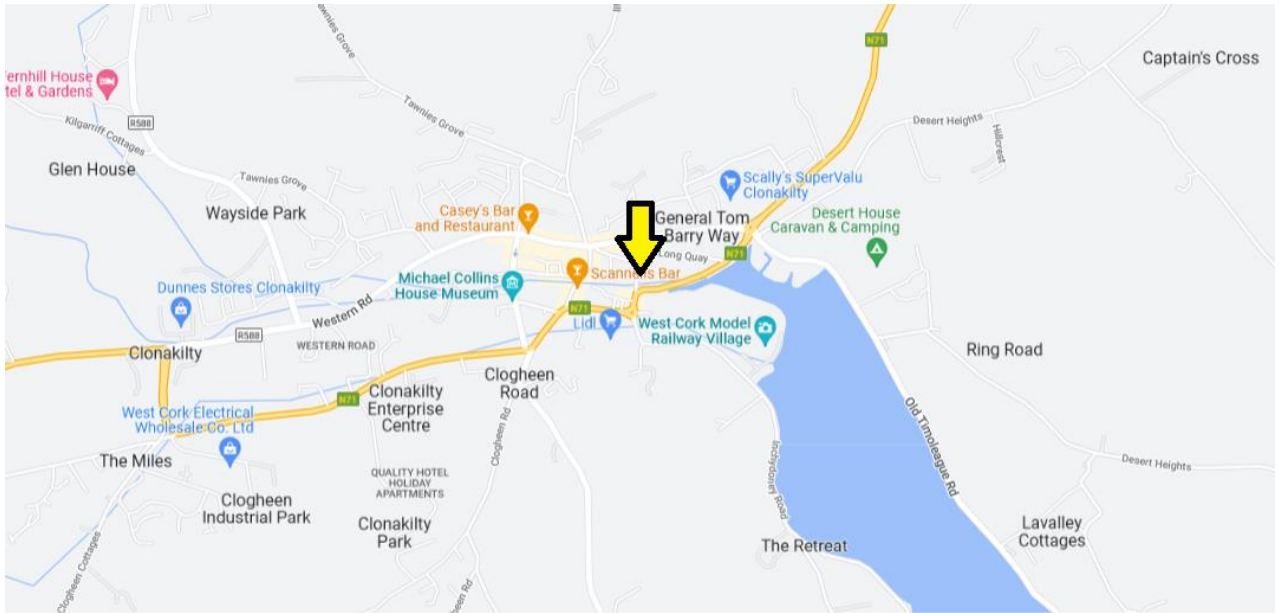 N71
Captain's Cross
ernhill House
tel & Gardens
R588
Kilgarriff Cottages
Tawnies Grove
Desert Heights
Hillcrest
Glen House
Tawnies Grove
Scally's SuperValu
Clonakilty
Wayside Park
Casey's Bar
and Restaurant
General Tom
Barry Way
Desert House
Caravan & Camping
Long Quay
N71
Scannell's Bar
Michael Collins
House Museum
Dunnes Stores Clonakilty
Western Rd
N71
Lidl
West Cork Model
Railway Village
R588
WESTERN ROAD
Clonakilty
Ring Road
Clogheen
Road
N71
Clonakilty
Enterprise
Centre
Old Timoleague Rd
West Cork Electrical
Wholesale Co. Ltd
Clogheen Rd
Inchydoney Road
The Miles
Desert Heights
QUALITY HOTEL
HOLIDAY
APARTMENTS
Clogheen
Industrial Park
Clonakilty
Park
The Retreat
Lavalley
Cottages
Clogheen Cottages
Clogheen Rd